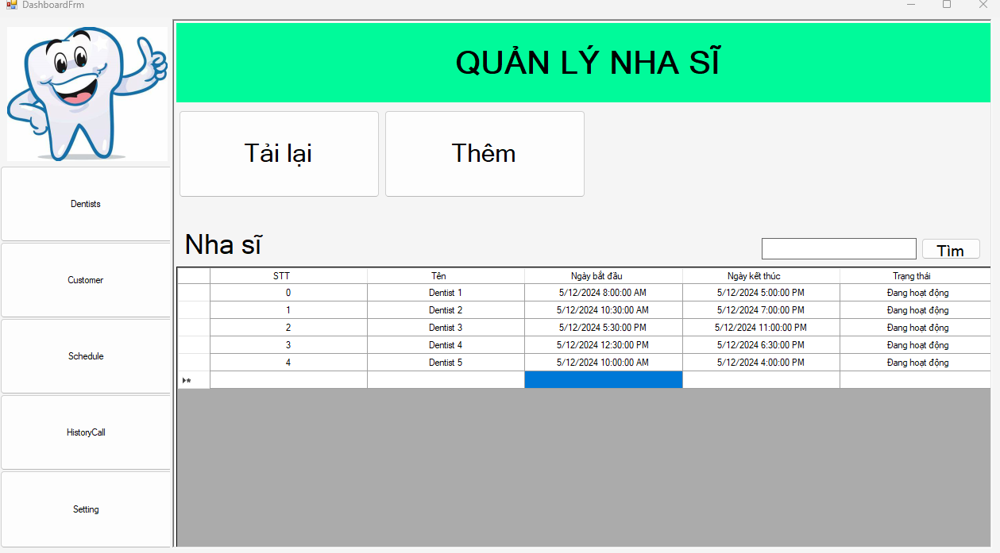 DashboardFrm
QUẢN LÝ NHA SĨ
Tải lại
Thêm
Dentists
Customer
Schedule
HistoryCall
Setting
Nha sĩ
Tìm
STT Tên Ngày bắt đầu Ngày kết thúc Trạng thái
0 Dentist 1 5/12/2024 8:00:00 AM 5/12/2024 5:00:00 PM Đang hoạt động
1 Dentist 2 5/12/2024 10:30:00 AM 5/12/2024 7:00:00 PM Đang hoạt động
2 Dentist 3 5/12/2024 5:30:00 PM 5/12/2024 11:00:00 PM Đang hoạt động
3 Dentist 4 5/12/2024 12:30:00 PM 5/12/2024 6:30:00 PM Đang hoạt động
4 Dentist 5 5/12/2024 10:00:00 AM 5/12/2024 4:00:00 PM Đang hoạt động